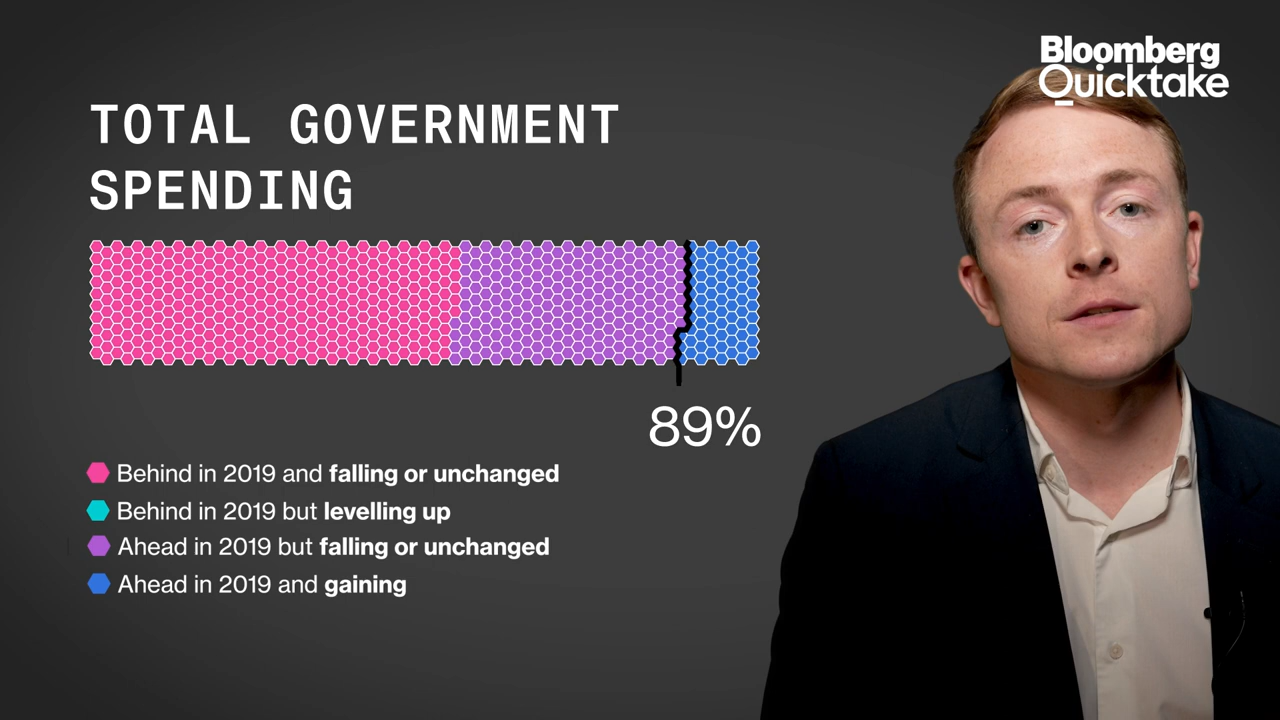 Bloomberg
Quicktake
TOTAL GOVERNMENT
SPENDING
89%
Behind in 2019 and falling or unchanged
Behind in 2019 but levelling up
Ahead in 2019 but falling or unchanged
Ahead in 2019 and gaining